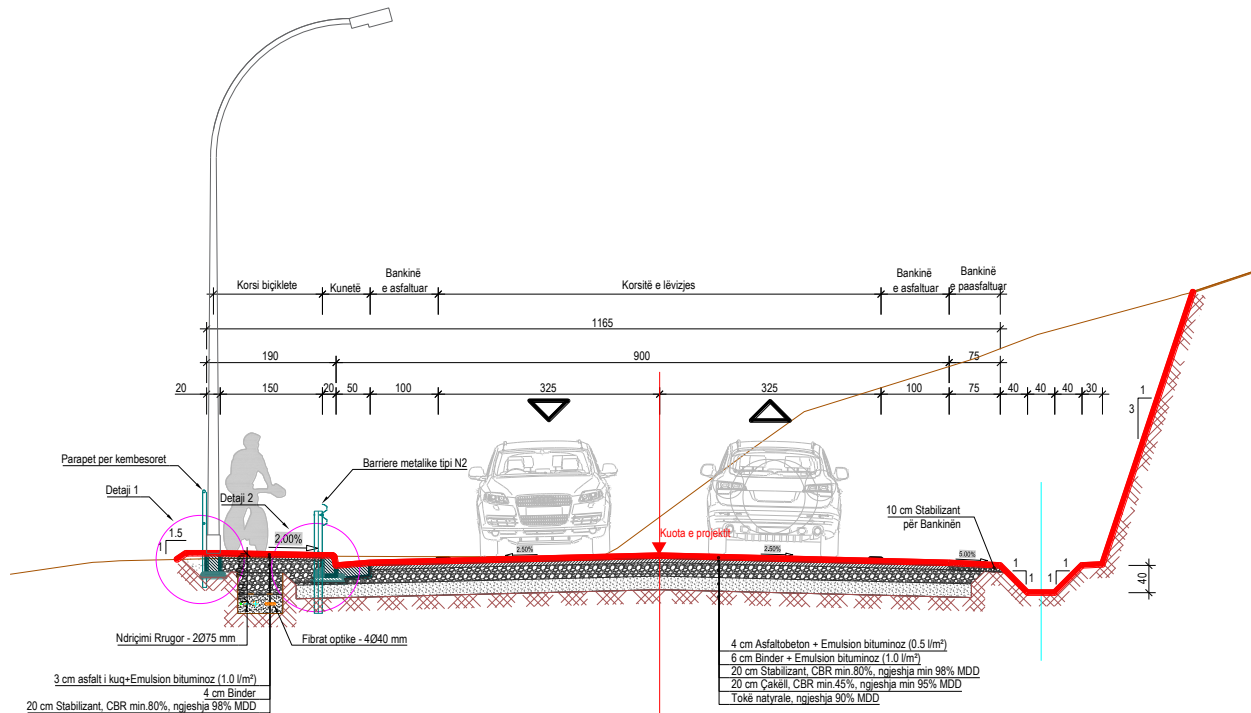 Korsi biçiklete
Kunetë
Bankinë
e asfaltuar
Korsitë e lëvizjes
Bankinë
e asfaltuar
Bankinë
e paasfaltuar
1165
190
900
75
20
150
20
50
100
325
325
100
75
40
40
40
30
1
3
Parapet per kembesoret
Barriere metalike tipi N2
Detaji 1
Detaji 2
10 cm Stabilizant
për Bankinën
1.5
1
2.00%
Kuota e projektit
2.50%
2.50%
5.00%
1
1
1
1
40
Ndriçimi Rrugor - 2Ø75 mm
Fibrat optike - 4Ø40 mm
4 cm Asfaltobeton + Emulsion bituminoz (0.5 l/m²)
6 cm Binder + Emulsion bituminoz (1.0 l/m²)
20 cm Stabilizant, CBR min.80%, ngjeshja min 98% MDD
20 cm Çakëll, CBR min.45%, ngjeshja min 95% MDD
Tokë natyrale, ngjeshja 90% MDD
3 cm asfalt i kuq+Emulsion bituminoz (1.0 l/m²)
4 cm Binder
20 cm Stabilizant, CBR min.80%, ngjeshja 98% MDD